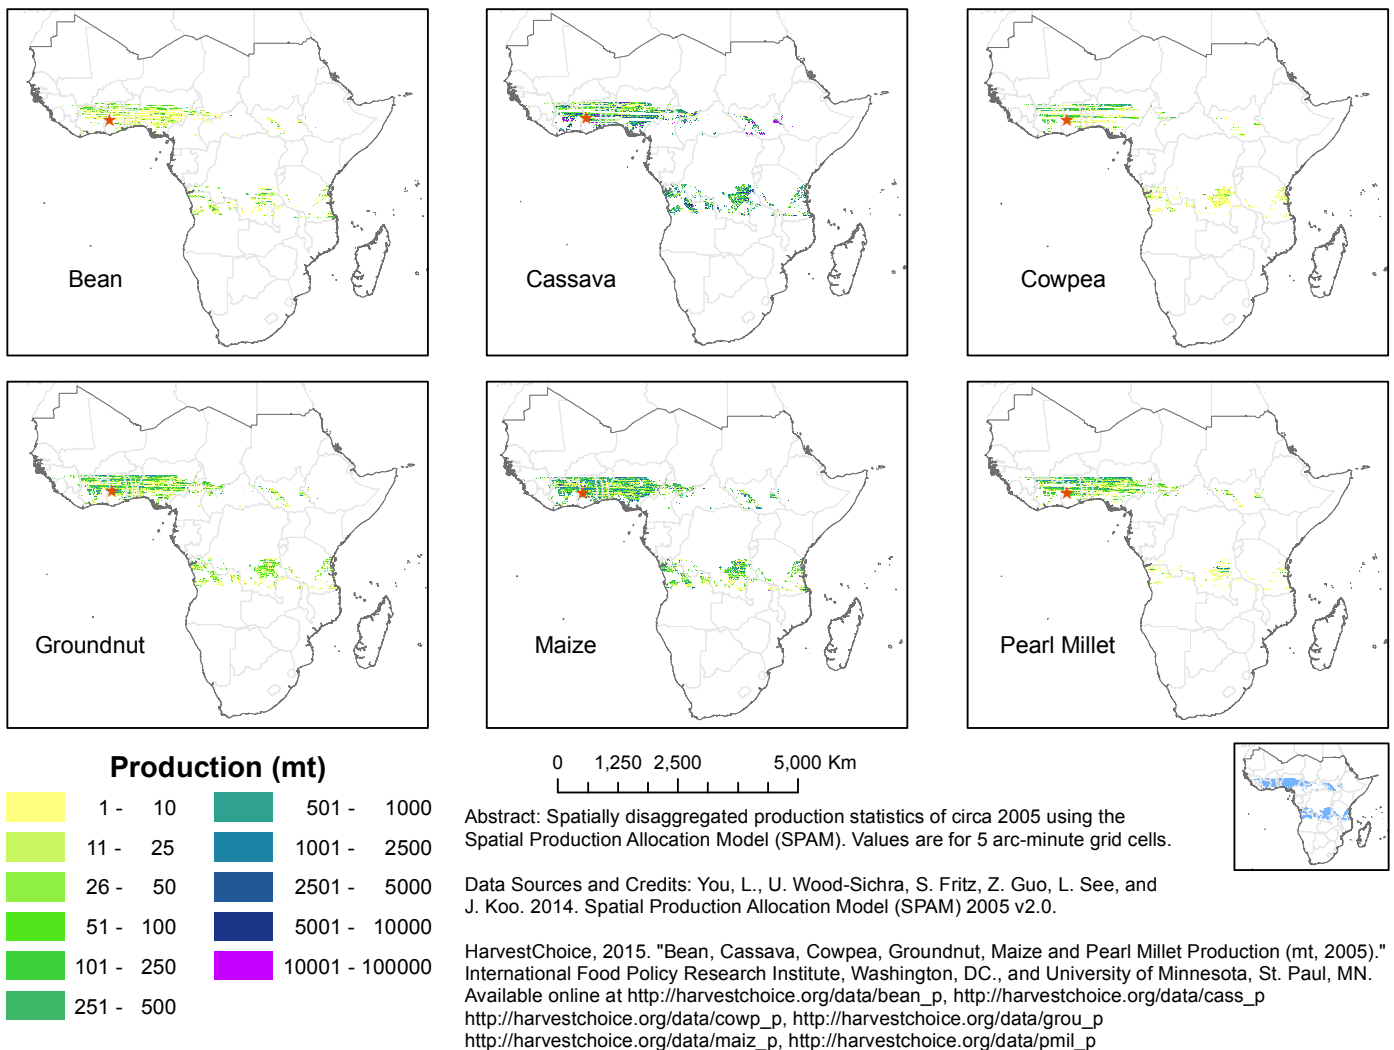 Bean
Cassava
Cowpea
Groundnut
Maize
Pearl Millet
Production (mt)
1 - 10
11 - 25
26 - 50
51 - 100
101 - 250
251 - 500
501 - 1000
1001 - 2500
2501 - 5000
5001 - 10000
10001 - 100000
0 1,250 2,500 5,000 Km
Abstract: Spatially disaggregated production statistics of circa 2005 using the
Spatial Production Allocation Model (SPAM). Values are for 5 arc-minute grid cells.
Data Sources and Credits: You, L., U. Wood-Sichra, S. Fritz, Z. Guo, L. See, and
J. Koo. 2014. Spatial Production Allocation Model (SPAM) 2005 v2.0.
HarvestChoice, 2015. "Bean, Cassava, Cowpea, Groundnut, Maize and Pearl Millet Production (mt, 2005)."
International Food Policy Research Institute, Washington, DC., and University of Minnesota, St. Paul, MN.
Available online at http://harvestchoice.org/data/bean_p, http://harvestchoice.org/data/cass_p
http://harvestchoice.org/data/cowp_p, http://harvestchoice.org/data/grou_p
http://harvestchoice.org/data/maiz_p, http://harvestchoice.org/data/pmil_p